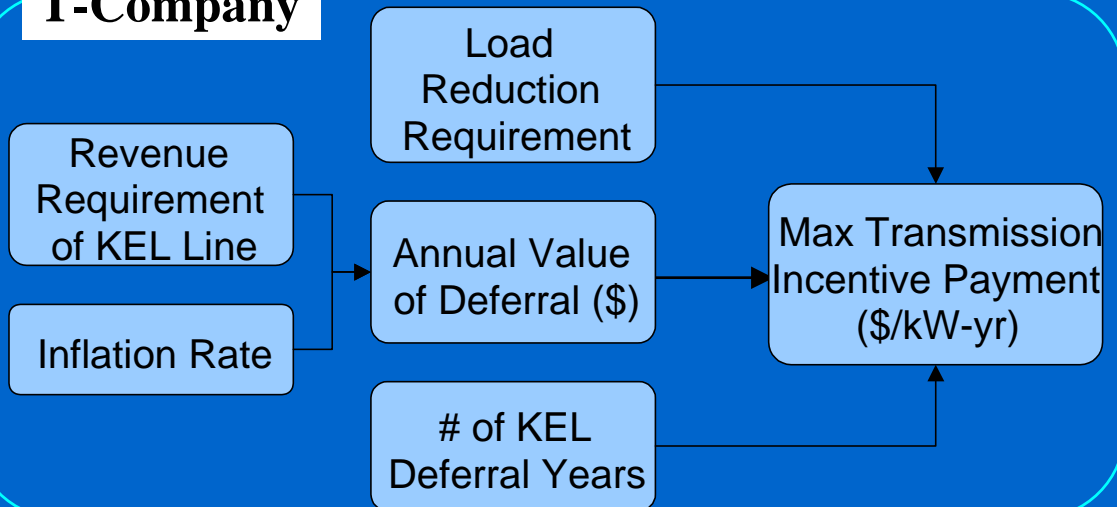 T-Company
Load
Reduction
Requirement
Revenue
Requirement
of KEL Line
Annual Value
of Deferral ($)
Max Transmission
Incentive Payment
($/kW-yr)
Inflation Rate
# of KEL
Deferral Years